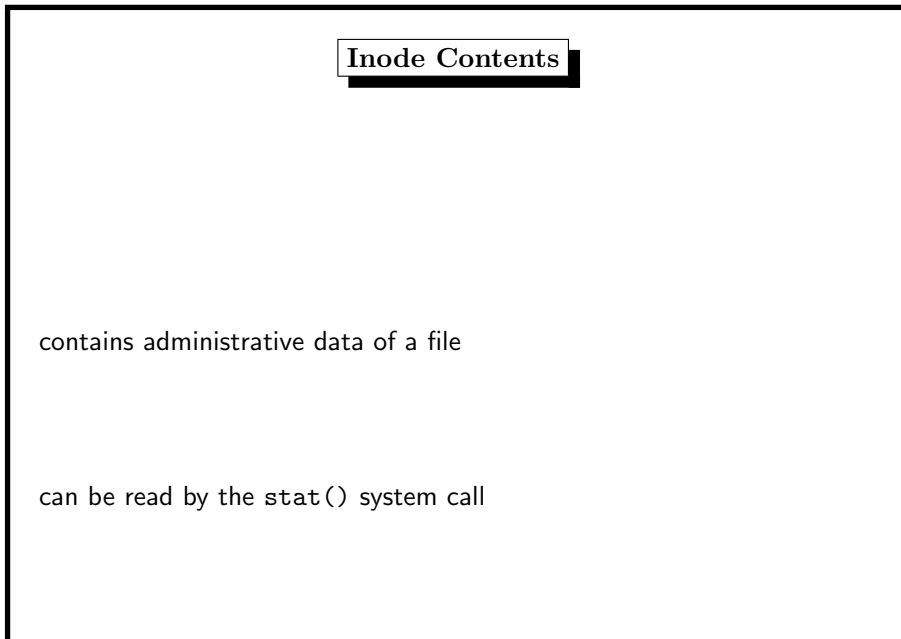 Inode Contents
contains administrative data of a file
can be read by the stat() system call